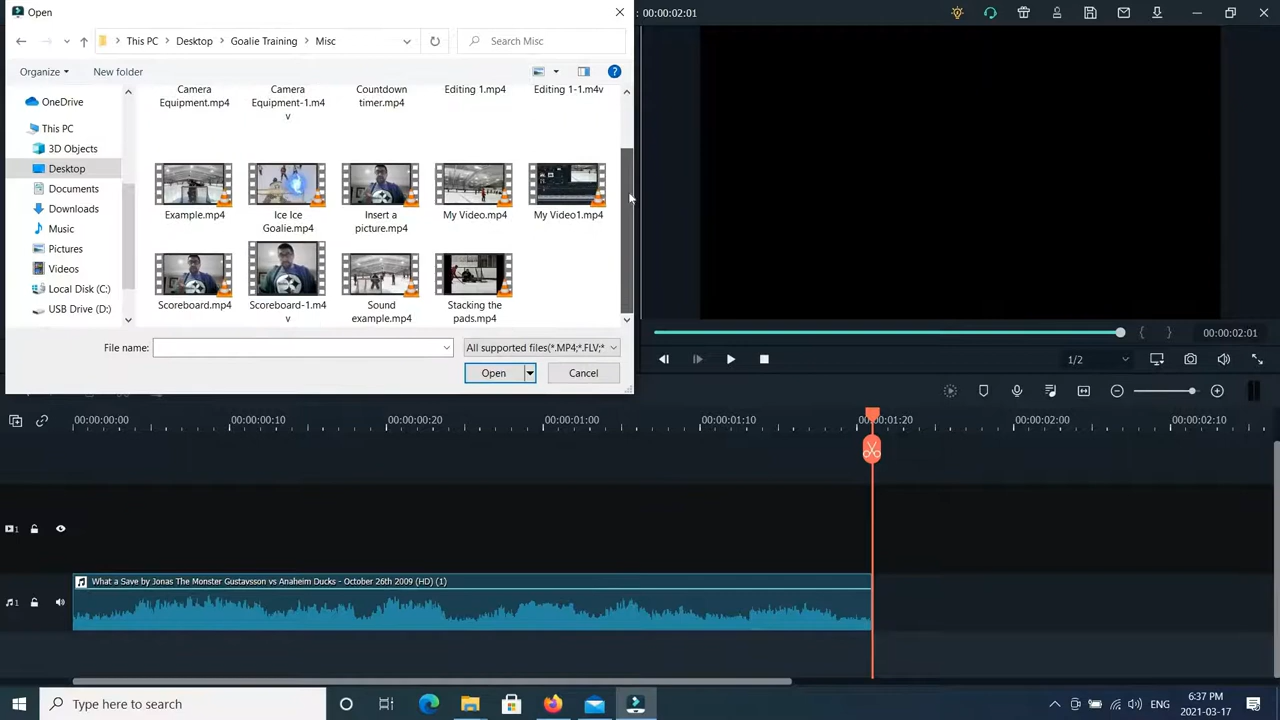 Open
: 00:00:02:01
This PC
Desktop
Goalie Training
Misc
Search Misc
Organize
New folder
OneDrive
This PC
3D Objects
Desktop
Documents
Downloads
Music
Pictures
Videos
Local Disk (C:)
USB Drive (D:)
Camera
Equipment.mp4
Camera
Equipment-1.m4
v
Countdown
timer.mp4
Editing 1.mp4
Editing 1-1.m4v
Example.mp4
Ice Ice
Goalie.mp4
Insert a
picture.mp4
My Video.mp4
My Video1.mp4
Scoreboard.mp4
Scoreboard-1.m4
v
Sound
example.mp4
Stacking the
pads.mp4
File name:
All supported files(*.MP4;*.FLV;*
Open
Cancel
00:00:02:01
1/2
00:00:00:00
00:00:00:10
00:00:00:20
00:00:01:00
00:00:01:10
00:00:01:20
00:00:02:00
00:00:02:10
1
What a Save by Jonas The Monster Gustavsson vs Anaheim Ducks - October 26th 2009 (HD) (1)
1
Type here to search
ENG
6:37 PM
2021-03-17